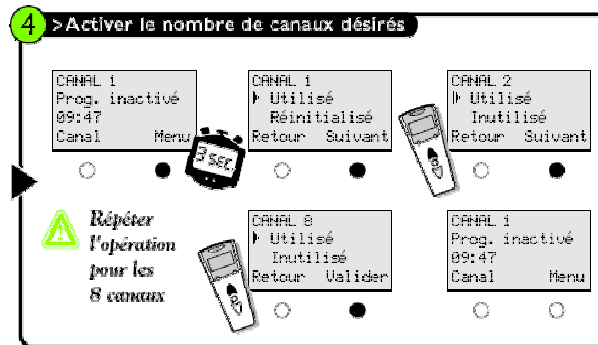 4 >Activer le nombre de canaux désirés
CANAL 1
Prog. inactivé
09:47
Canal Menu
3 SEC.
CANAL 1
Utilisé
Réinitialisé
Retour Suivant
CANAL 2
Utilisé
Inutilisé
Retour Suivant
Répéter
l'opération
pour les
8 canaux
CANAL 8
Utilisé
Inutilisé
Retour Valider
CANAL 1
Prog. inactivé
09:47
Canal Menu